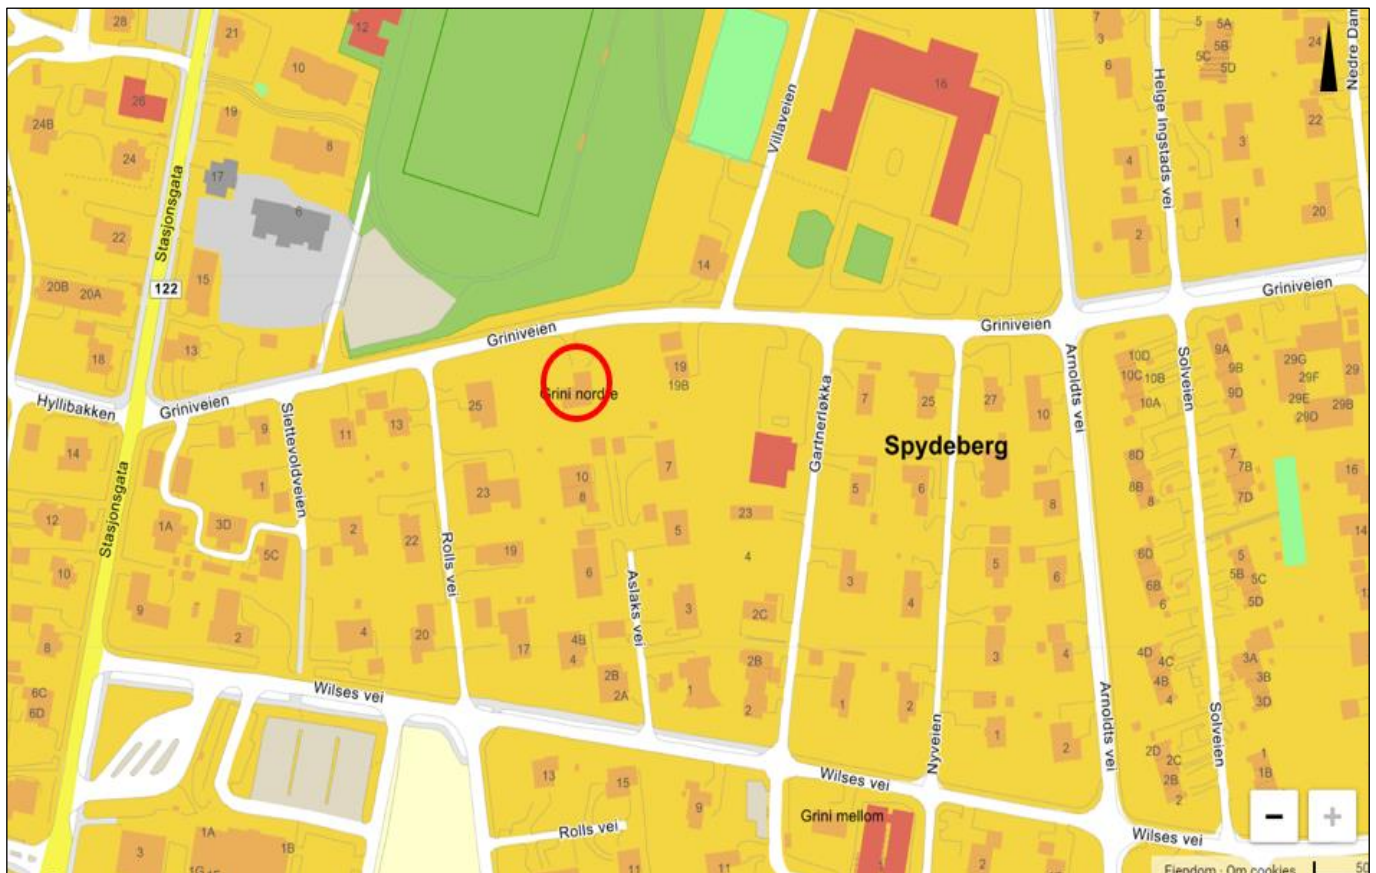 28
21
12
7
3
5
5A
5B
5C
5D
24
Nedre Dam
10
6
26
16
Villaveien
Helge Ingstads vei
19
24B
24
8
22
3
4
17
Stasjonsgata
6
20
1
2
22
14
15
20B
20A
122
Griniveien
Griniveien
Griniveien
18
13
Hyllibakken
Griniveien
Grini nordre
19
19B
25
Slettevoldveien
9
11
13
Gartnerløkka
7
25
27
10
Arnoldts vei
10D
10C
10B
10A
Solveien
9A
9B
9D
29G
29F
29E
29D
29
29B
Spydeberg
14
1
23
10
8
7
5
6
8
8D
8B
8
7
7B
7D
16
12
Stasjonsgata
1A
3D
5C
2
22
Rolls vei
19
5
23
4
14
10
6
Aslaks vei
3
4
5
6
6D
6B
6
5
5B
5C
5D
9
2
4
20
17
4B
4
3
2C
8
6C
6D
Wilses vei
2B
2A
1
2B
2
1
2
Nyveien
3
1
4
2
Arnoldts vei
4D
4C
4B
4
Solveien
3A
3B
3D
2D
2C
2B
2
1
1B
13
15
9
Wilses vei
Grini mellom
Rolls vei
Wilses vei
3
1A
1B
1G
11
11
2
− +
Eiendom · Om cookies
50